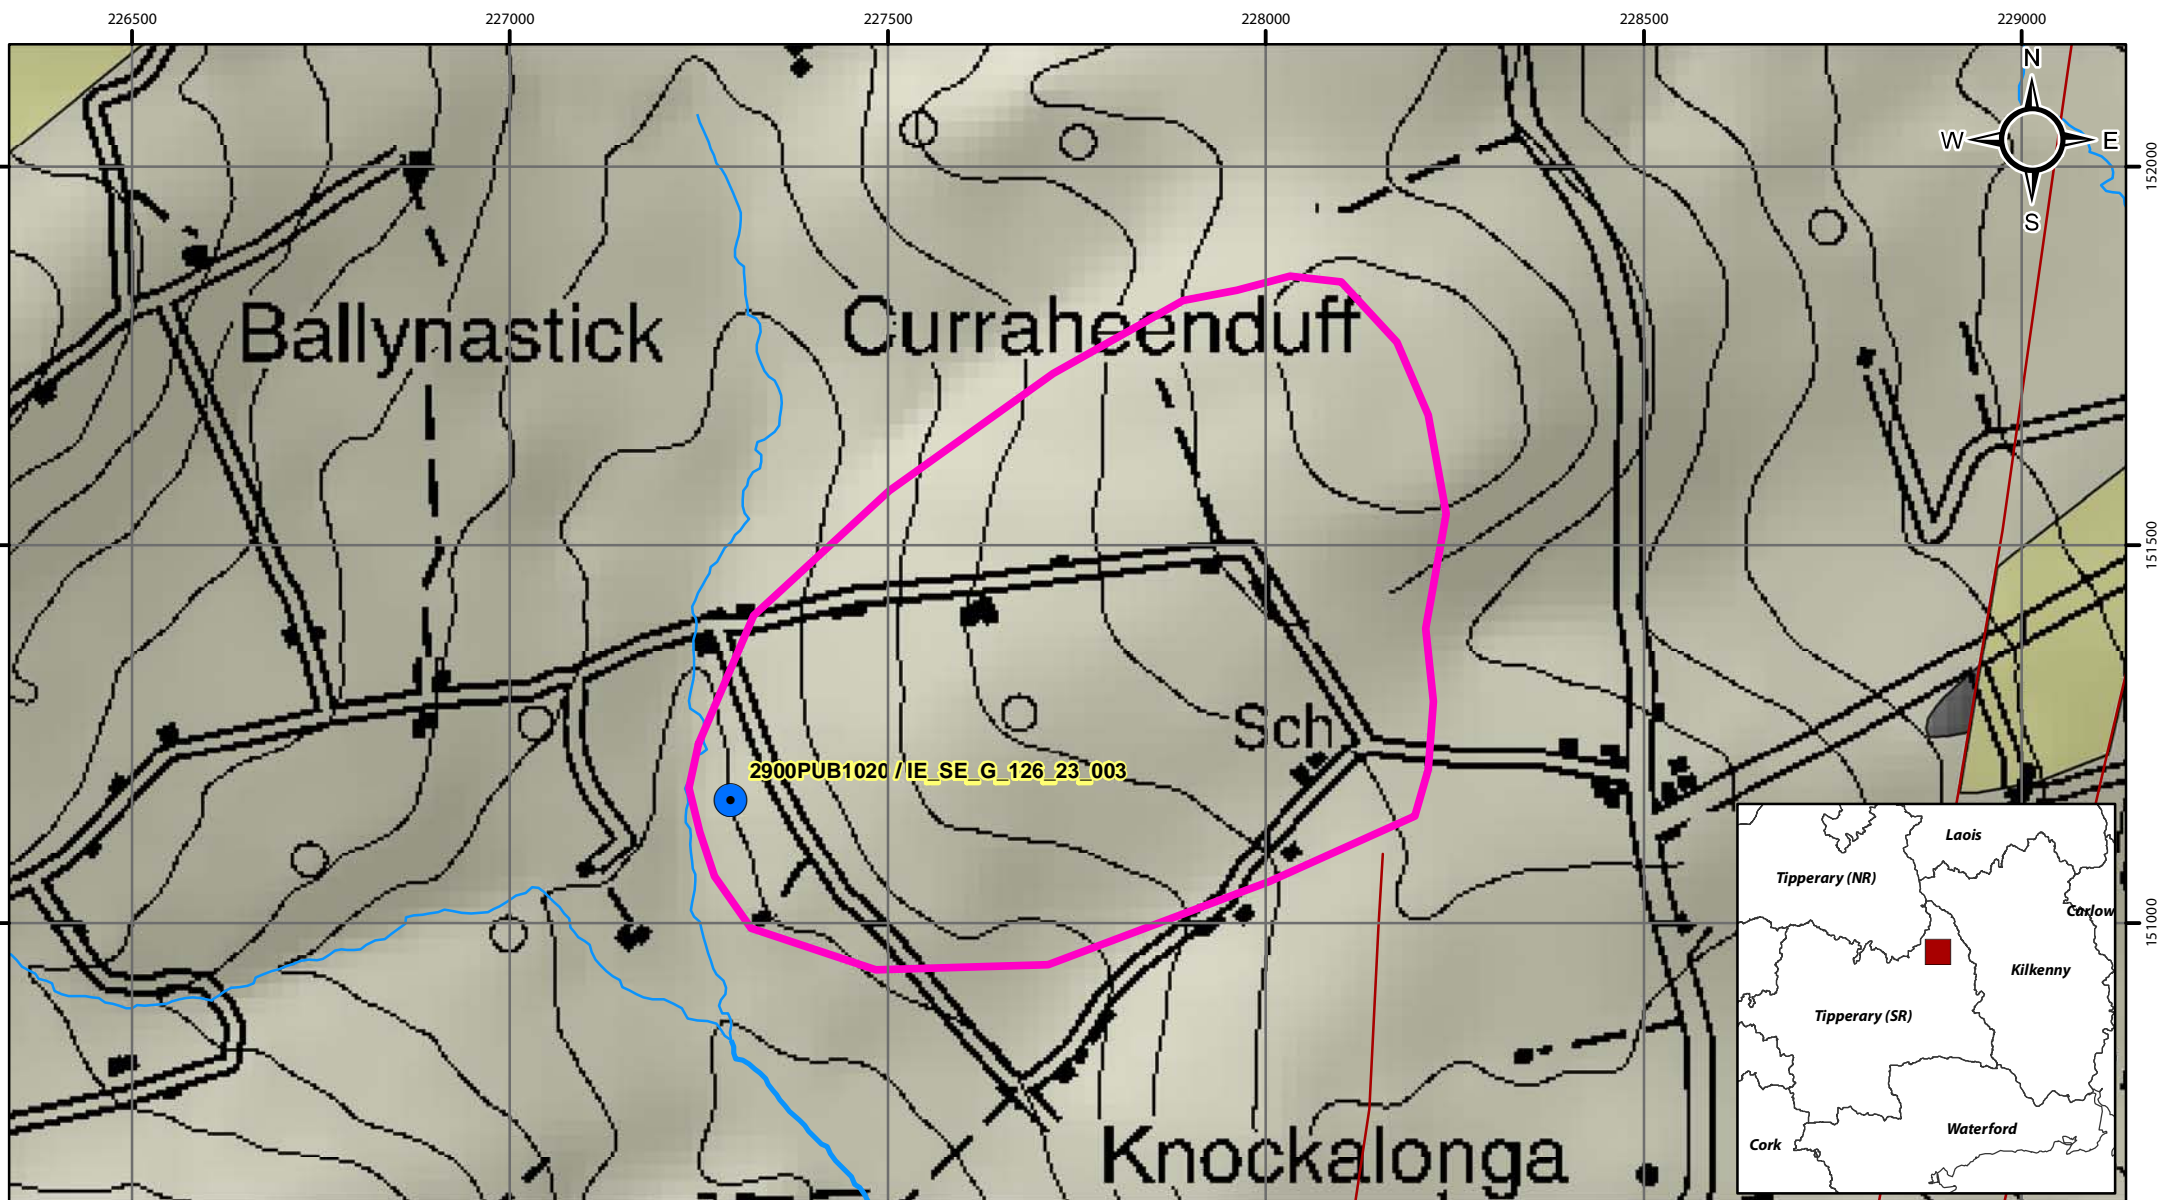 226500 227000 227500 228000 228500 229000
N
W E
S
152000
Ballynastick
Curraheenduff
151500
Sch
2900PUB1020 / IE_SE_G_126_23_003
151000
Knockalonga
Laois
Tipperary (NR)
Carlow
Kilkenny
Tipperary (SR)
Waterford
Cork